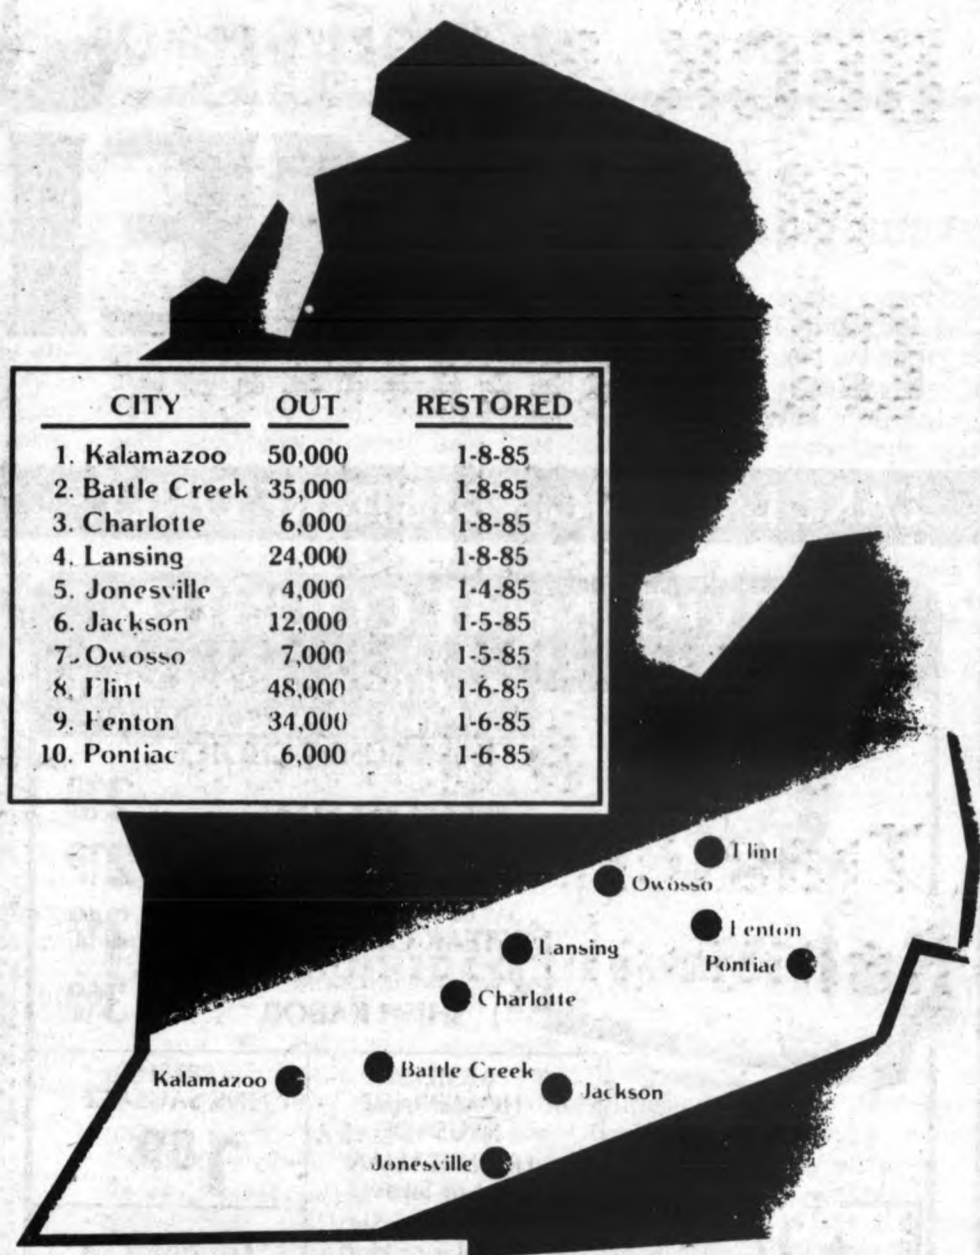 CITY OUT RESTORED
1. Kalamazoo 50,000 1-8-85
2. Battle Creek 35,000 1-8-85
3. Charlotte 6,000 1-8-85
4. Lansing 24,000 1-8-85
5. Jonesville 4,000 1-4-85
6. Jackson 12,000 1-5-85
7. Owosso 7,000 1-5-85
8. Flint 48,000 1-6-85
9. Fenton 34,000 1-6-85
10. Pontiac 6,000 1-6-85
Flint
Owosso
Fenton
Lansing
Pontiac
Charlotte
Battle Creek
Kalamazoo
Jackson
Jonesville